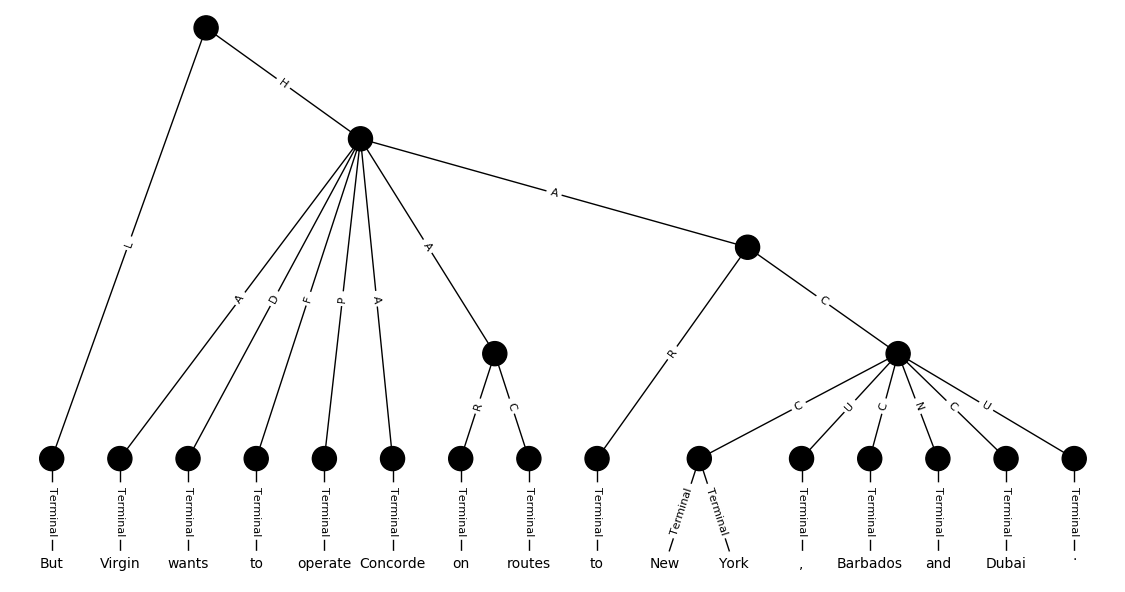 H
A
L
A
D
F
P
A
A
C
R
R
C
C
U
C
N
C
U
Terminal Terminal Terminal Terminal Terminal Terminal Terminal Terminal Terminal Terminal Terminal Terminal Terminal Terminal Terminal Terminal
But Virgin wants to operate Concorde on routes to New York , Barbados and Dubai .